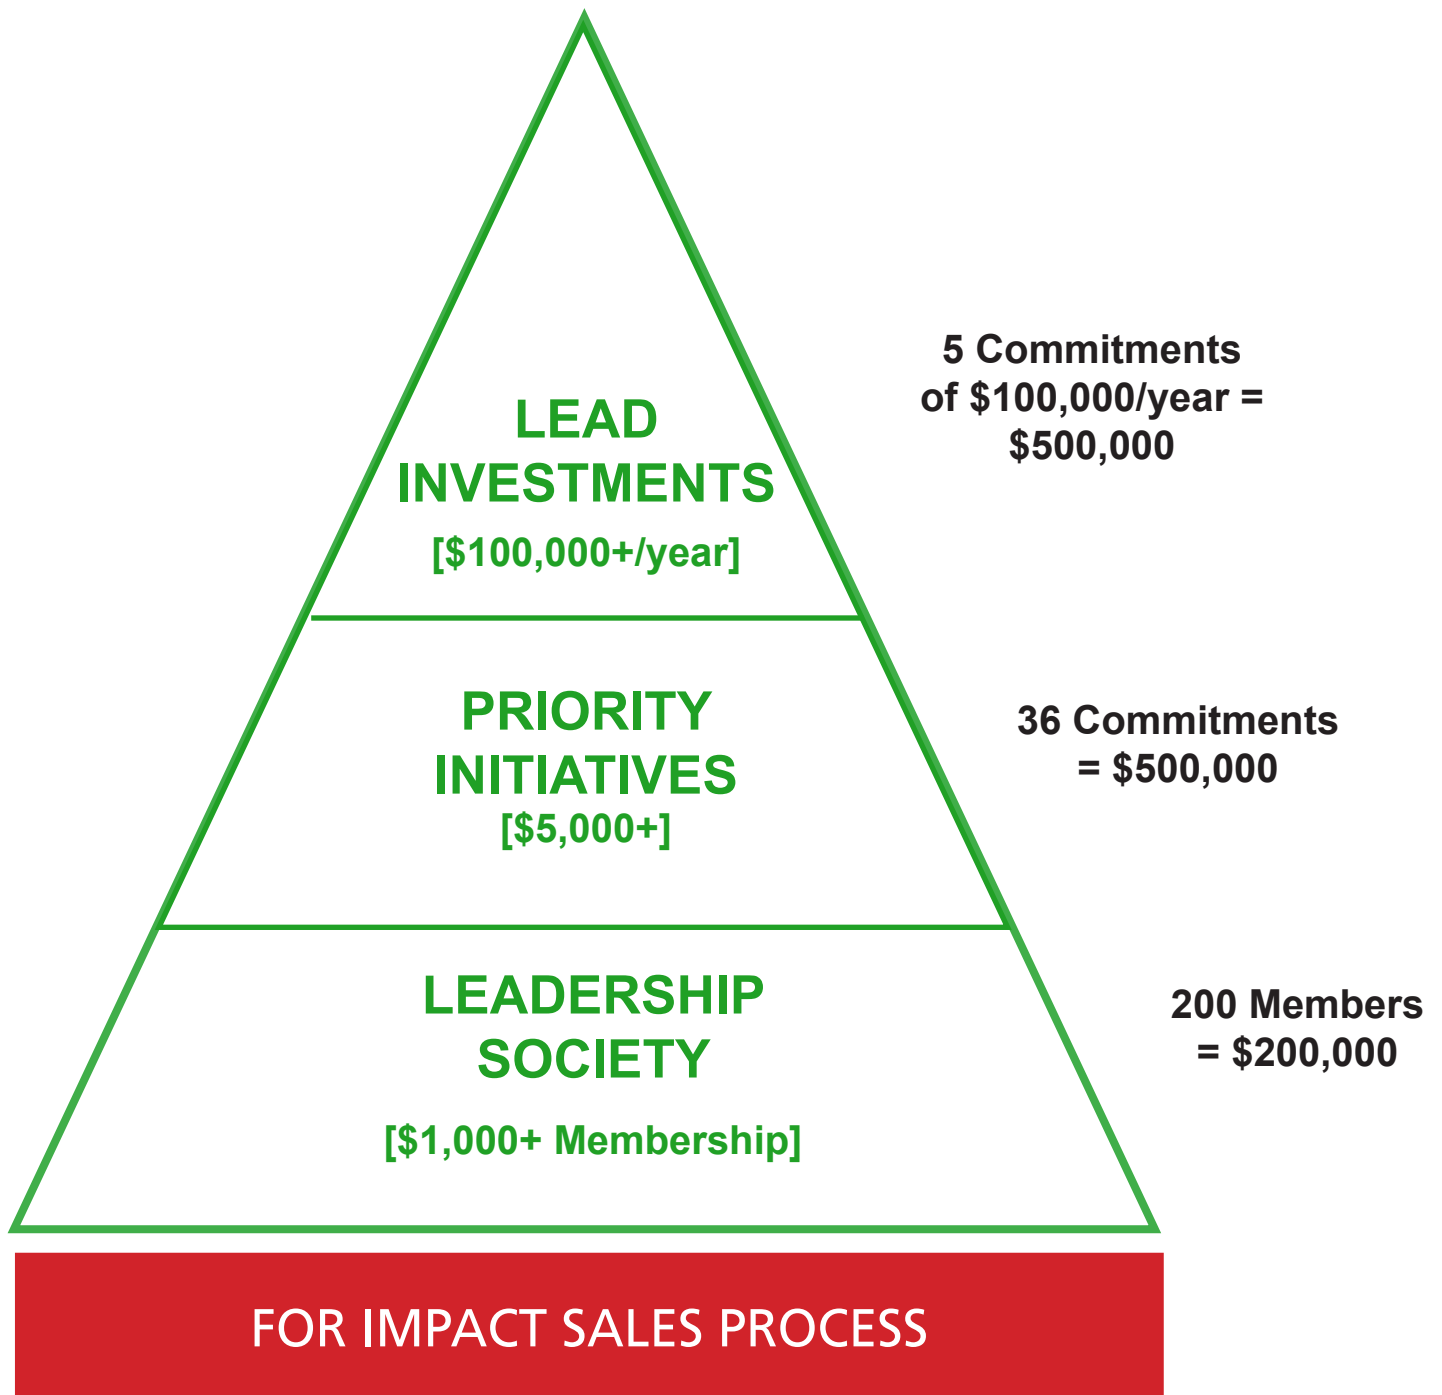 LEAD
INVESTMENTS
[$100,000+/year]
5 Commitments
of $100,000/year =
$500,000
PRIORITY
INITIATIVES
[$5,000+]
36 Commitments
= $500,000
LEADERSHIP
SOCIETY
[$1,000+ Membership]
200 Members
= $200,000
FOR IMPACT SALES PROCESS